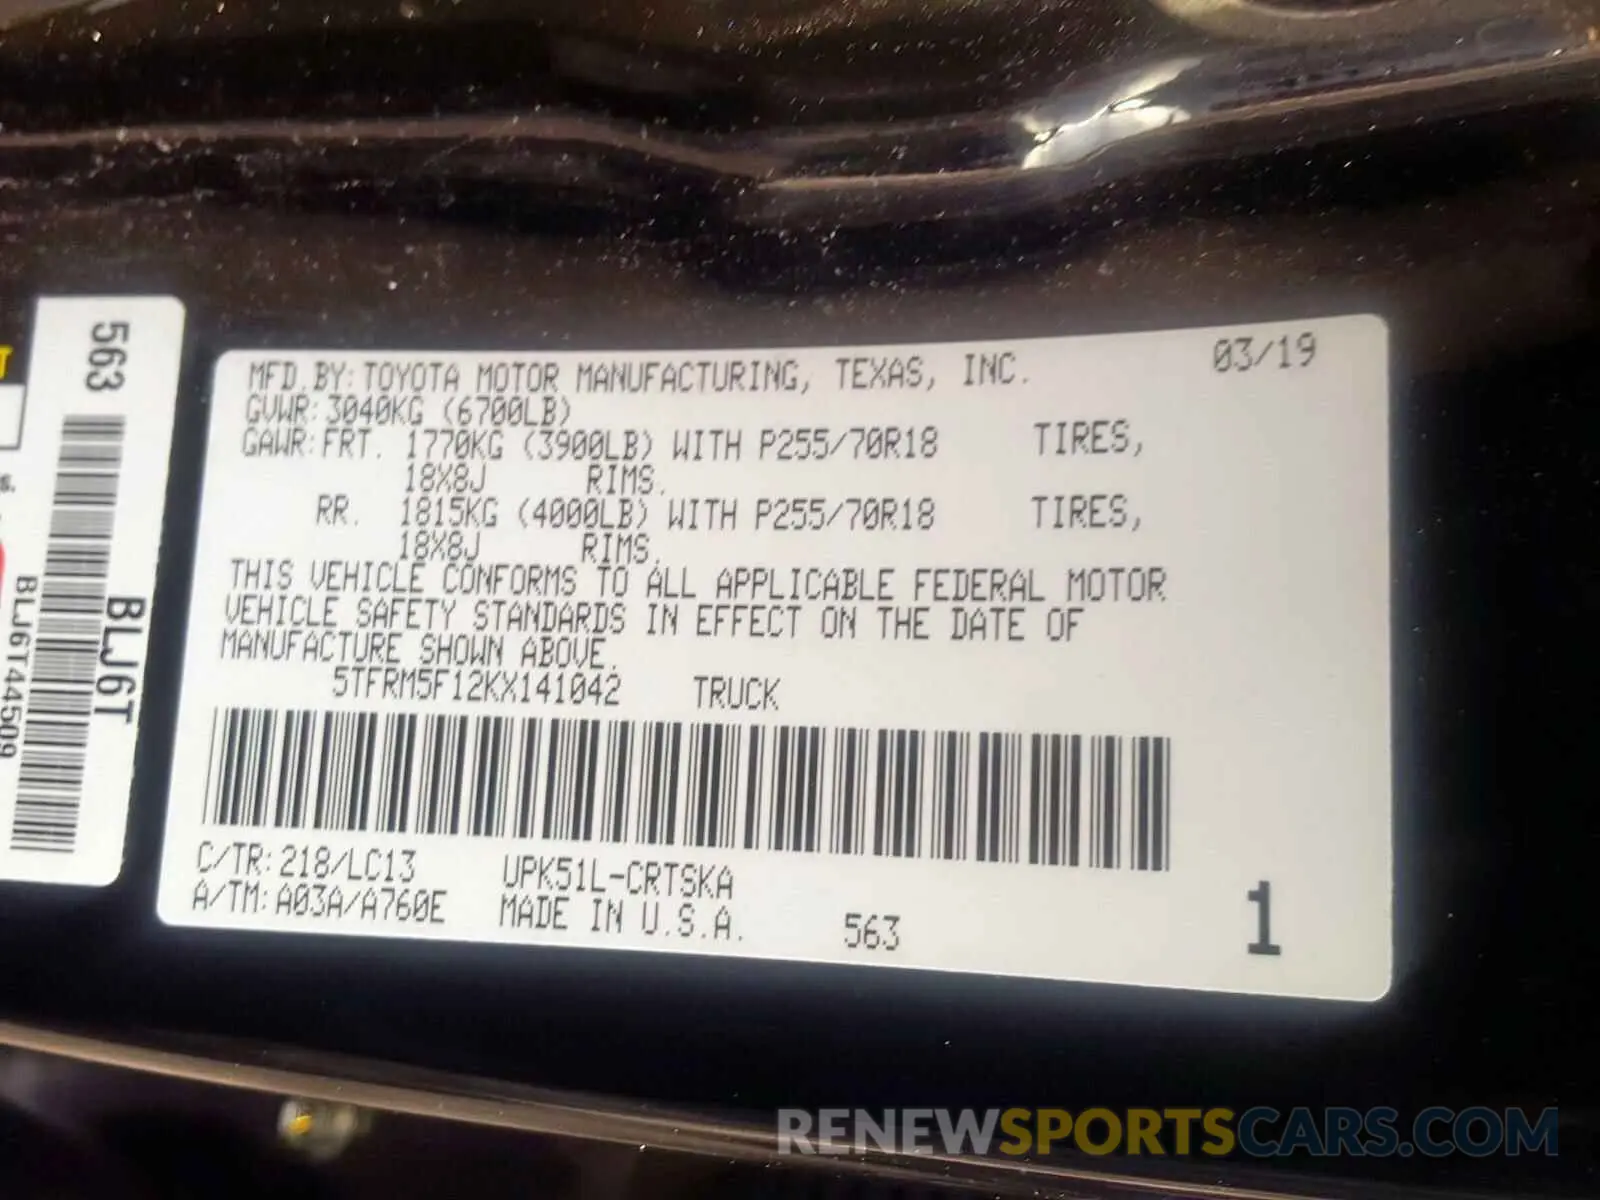 563
BLJ6T
BLJ6T44509
T
s.
MFD.BY:TOYOTA MOTOR MANUFACTURING, TEXAS, INC. 03/19
GVWR:3040KG (6700LB)
GAWR:FRT. 1770KG (3900LB) WITH P255/70R18 TIRES,
18X8J RIMS.
RR. 1815KG (4000LB) WITH P255/70R18 TIRES,
18X8J RIMS.
THIS VEHICLE CONFORMS TO ALL APPLICABLE FEDERAL MOTOR
VEHICLE SAFETY STANDARDS IN EFFECT ON THE DATE OF
MANUFACTURE SHOWN ABOVE.
5TFRM5F12KX141042 TRUCK
C/TR:218/LC13 UPK51L-CRTSKA
A/TM:A03A/A760E MADE IN U.S.A. 563 1
RENEWSPORTSCARS.COM